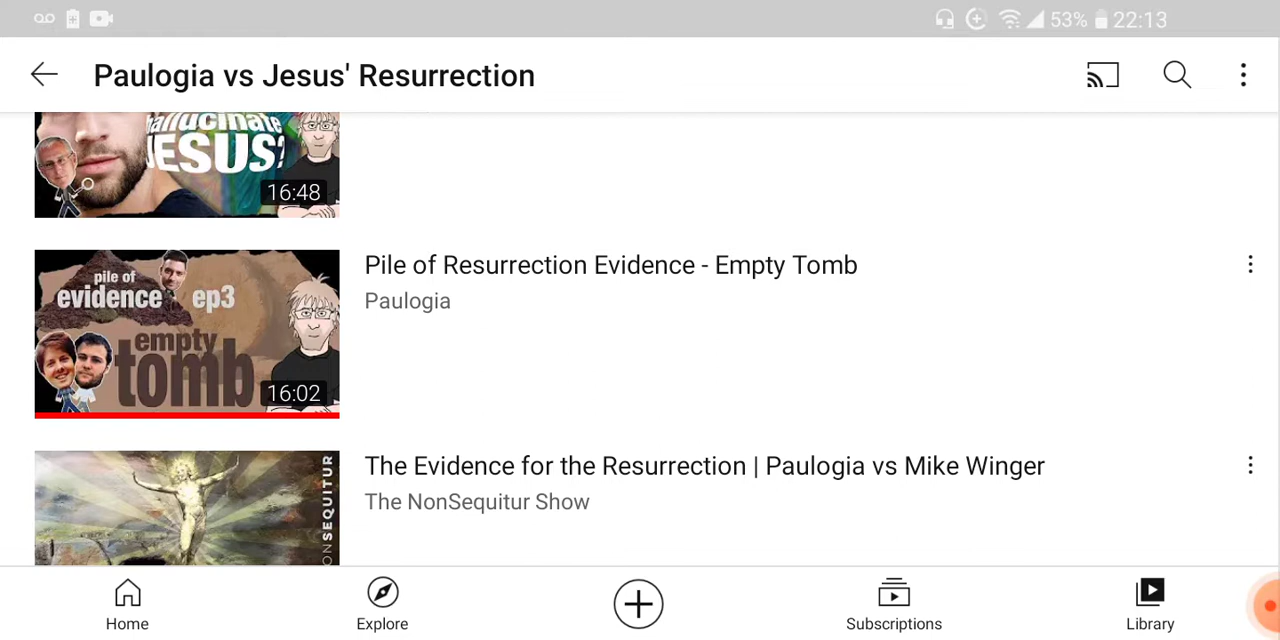 53% 22:13
Paulogia vs Jesus' Resurrection
hallucinate
JESUS?
16:48
pile of
evidence ep3
empty
tomb
16:02
Pile of Resurrection Evidence - Empty Tomb
Paulogia
The Evidence for the Resurrection | Paulogia vs Mike Winger
The NonSequitur Show
NONSEQUITUR
Home
Explore
Subscriptions
Library